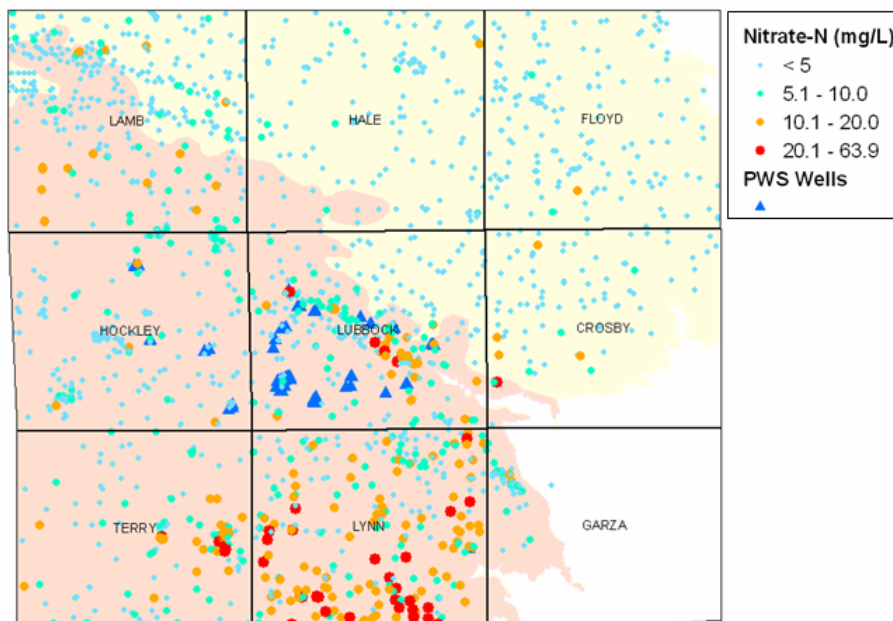 Nitrate-N (mg/L)
< 5
5.1 - 10.0
10.1 - 20.0
20.1 - 63.9
PWS Wells
LAMB
HALE
FLOYD
HOCKLEY
LUBBOCK
CROSBY
TERRY
LYNN
GARZA